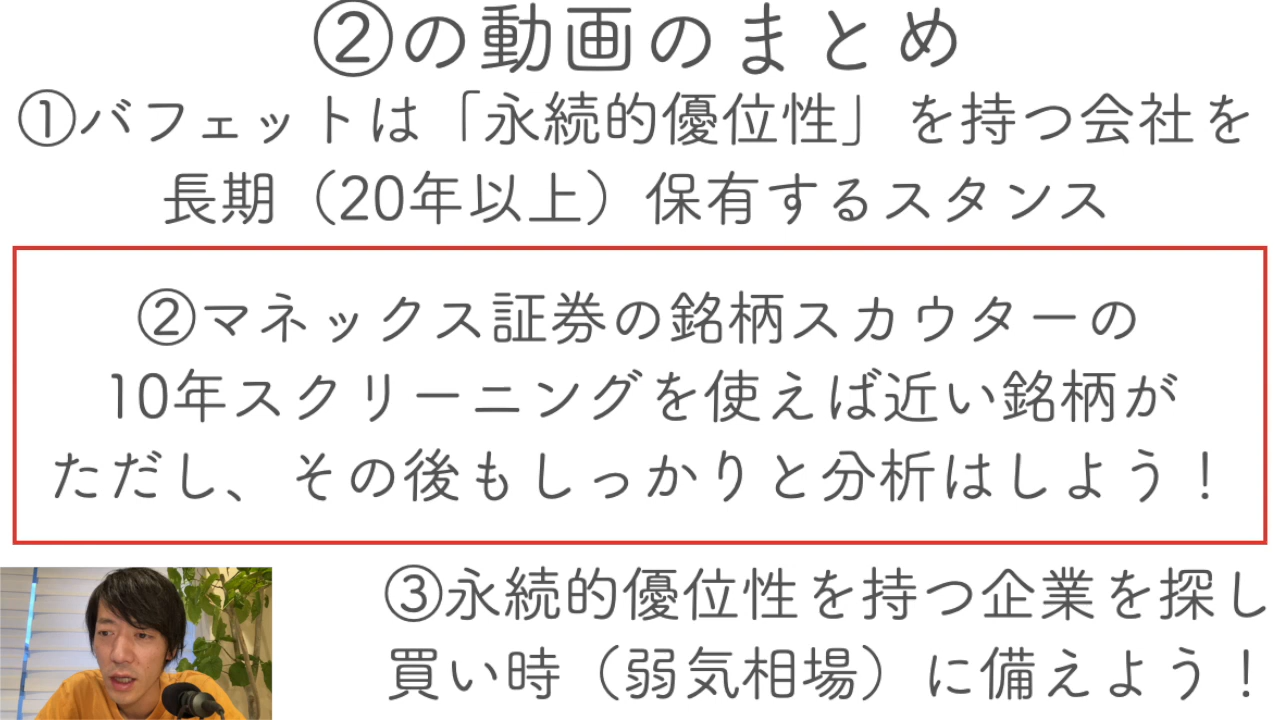 ②の動画のまとめ
①バフェットは「永続的優位性」を持つ会社を
長期（20年以上）保有するスタンス
②マネックス証券の銘柄スカウターの
10年スクリーニングを使えば近い銘柄が
ただし、その後もしっかりと分析はしよう！
③永続的優位性を持つ企業を探し
買い時（弱気相場）に備えよう！